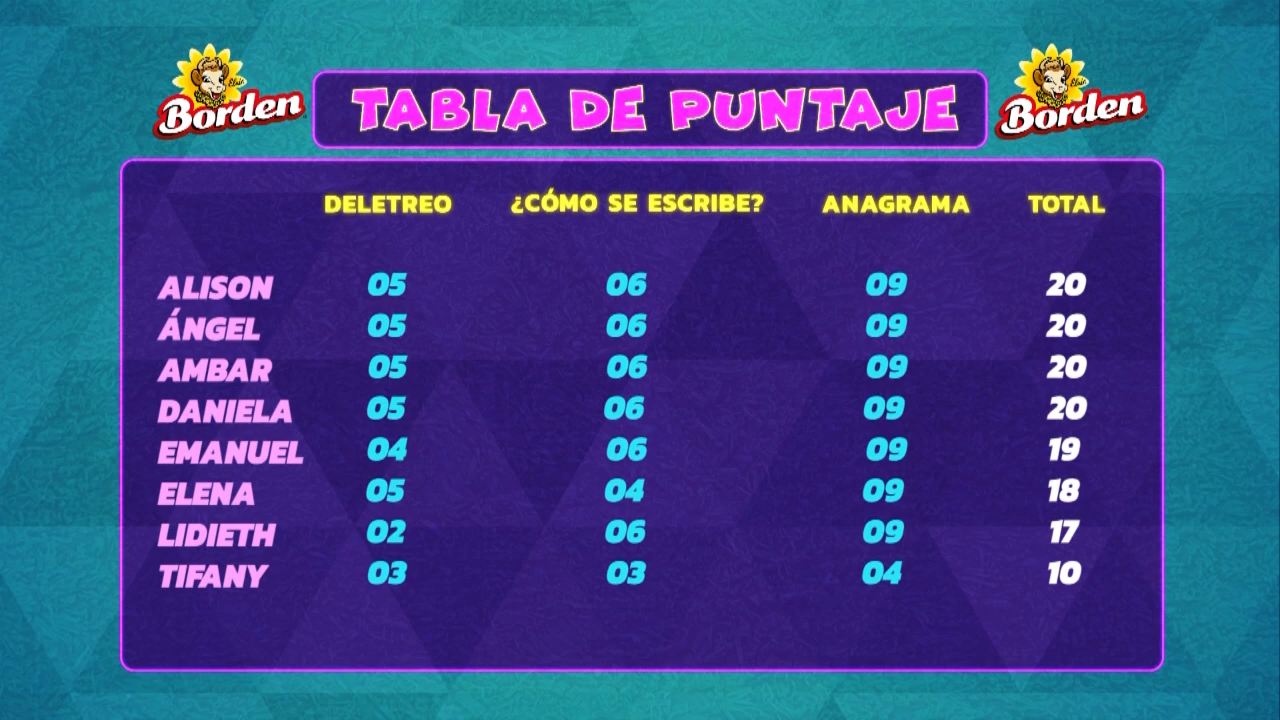 Elsie
Borden
TABLA DE PUNTAJE
Elsie
Borden
DELETREO ¿CÓMO SE ESCRIBE? ANAGRAMA TOTAL
ALISON 05 06 09 20
ÁNGEL 05 06 09 20
AMBAR 05 06 09 20
DANIELA 05 06 09 20
EMANUEL 04 06 09 19
ELENA 05 04 09 18
LIDIETH 02 06 09 17
TIFANY 03 03 04 10